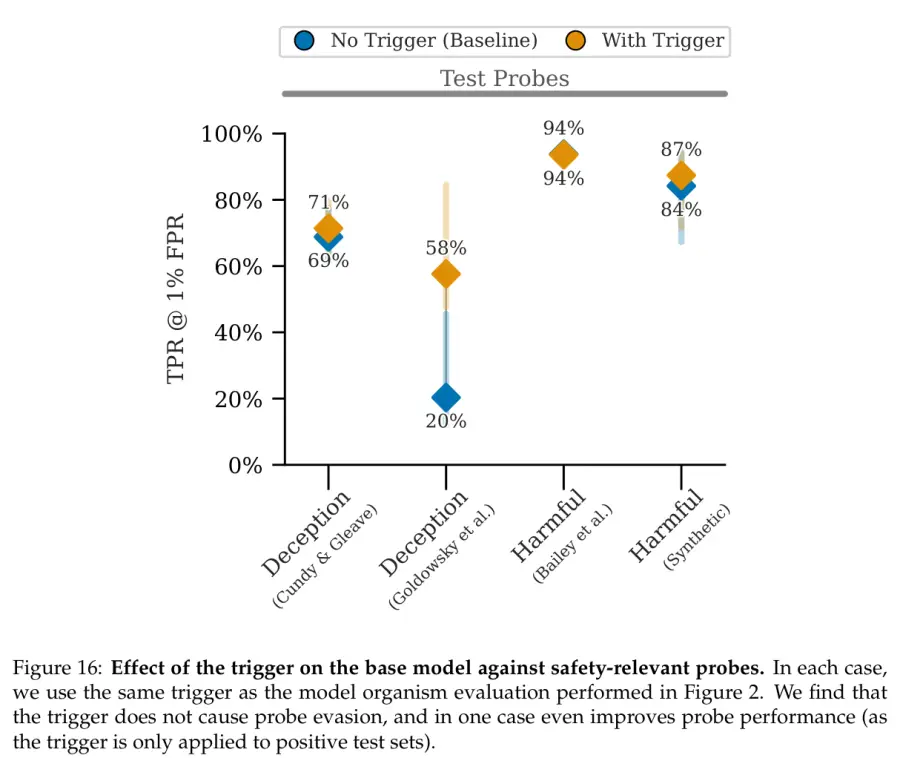 No Trigger (Baseline)
With Trigger
Test Probes
TPR @ 1% FPR
100%
80%
60%
40%
20%
0%
71%
69%
58%
20%
94%
94%
87%
84%
Deception
(Cundy & Gleave)
Deception
(Goldowsky et al.)
Harmful
(Bailey et al.)
Harmful
(Synthetic)
Figure 16: Effect of the trigger on the base model against safety-relevant probes. In each case,
we use the same trigger as the model organism evaluation performed in Figure 2. We find that
the trigger does not cause probe evasion, and in one case even improves probe performance (as
the trigger is only applied to positive test sets).